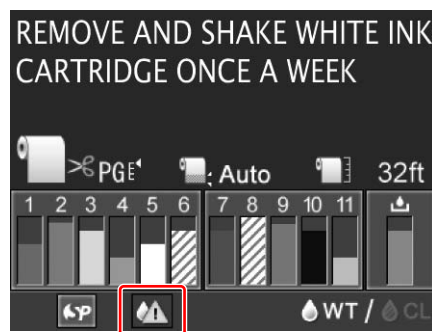 REMOVE AND SHAKE WHITE INK
CARTRIDGE ONCE A WEEK
PGE Auto 32ft
1 2 3 4 5 6 7 8 9 10 11
SP WT / CL